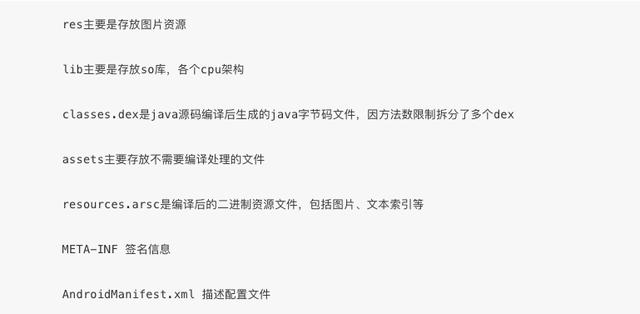 res主要是存放图片资源
lib主要是存放so库，各个cpu架构
classes.dex是java源码编译后生成的java字节码文件，因方法数限制拆分了多个dex
assets主要存放不需要编译处理的文件
resources.arsc是编译后的二进制资源文件，包括图片、文本索引等
META-INF 签名信息
AndroidManifest.xml 描述配置文件